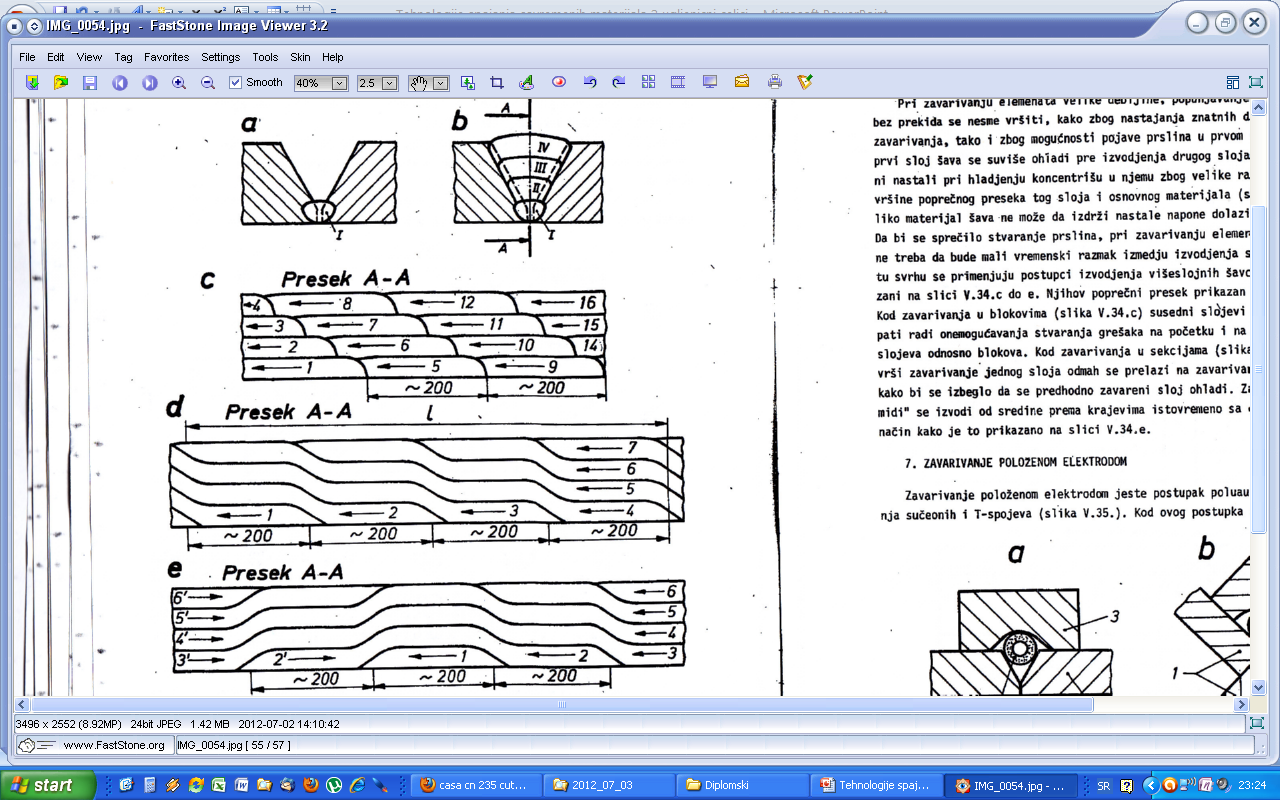 Tehnologije spajanja savremenih materijala 2 ugljenicni celici - Microsoft PowerPoint
IMG_0054.jpg - FastStone Image Viewer 3.2
File Edit View Tag Favorites Settings Tools Skin Help
Smooth 40% 2.5
a
I
b
A
IV
III
II
I
A
c Presek A-A
4 8 12 16
3 7 11 15
2 6 10 14
1 5 9
~200 ~200
d Presek A-A l
7
6
5
1 2 3 4
~200 ~200 ~200 ~200
e Presek A-A
6' 6
5' 5
4' 4
3' 2' 1 2 3
~200 ~200 ~200
Pri zavarivanju elemenata velike debljine, popunjavanje
bez prekida se nesme vršiti, kako zbog nastajanja znatnih d
zavarivanja, tako i zbog mogućnosti pojave prslina u prvom
prvi sloj šava se suviše ohladi pre izvodjenja drugog sloja
ni nastali pri hladjenju koncentrišu u njemu zbog velike ra
vršine poprečnog preseka tog sloja i osnovnog materijala (s
liko materijal šava ne može da izdrži nastale napone dolazi
Da bi se sprečilo stvaranje prslina, pri zavarivanju elemen
ne treba da bude mali vremenski razmak izmedju izvodjenja s
tu svrhu se primenjuju postupci izvodjenja višeslojnih šavo
zani na slici V.34.c do e. Njihov poprečni presek prikazan
Kod zavarivanja u blokovima (slika V.34.c) susedni slojevi
pati radi onemogućavanja stvaranja grešaka na početku i na
slojeva odnosno blokova. Kod zavarivanja u sekcijama (slika
vrši zavarivanje jednog sloja odmah se prelazi na zavarivan
kako bi se izbeglo da se predhodno zavareni sloj ohladi. Za
midi" se izvodi od sredine prema krajevima istovremeno sa
način kako je to prikazano na slici V.34.e.
7. ZAVARIVANJE POLOŽENOM ELEKTRODOM
Zavarivanje položenom elektrodom jeste postupak poluau
nja sučeonih i T-spojeva (slika V.35.). Kod ovog postupka
a
3
b
1
3496 x 2552 (8.92MP) 24bit JPEG 1.42 MB 2012-07-02 14:10:42
www.FastStone.org IMG_0054.jpg [ 55 / 57 ]
start casa cn 235 cut... 2012_07_03 Diplomski Tehnologije spaj... IMG_0054.jpg - ... SR 23:24